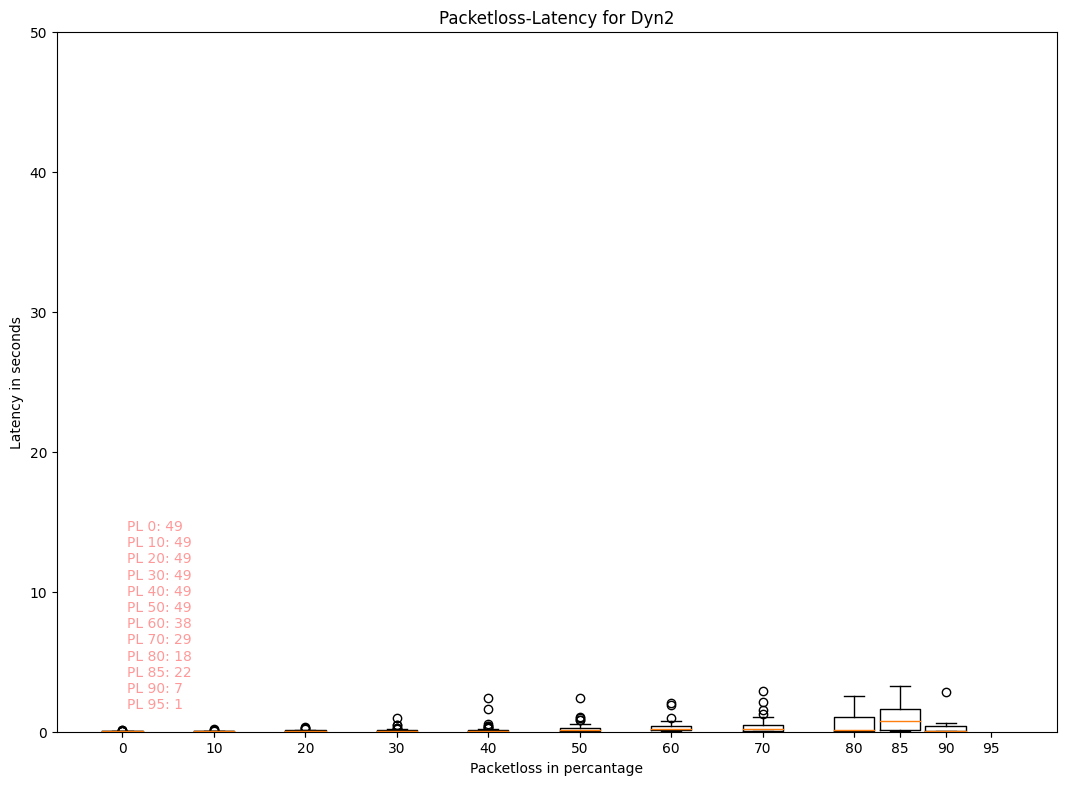 Packetloss-Latency for Dyn2
50
40
30
20
10
0
Latency in seconds
PL 0: 49
PL 10: 49
PL 20: 49
PL 30: 49
PL 40: 49
PL 50: 49
PL 60: 38
PL 70: 29
PL 80: 18
PL 85: 22
PL 90: 7
PL 95: 1
0 10 20 30 40 50 60 70 80 85 90 95
Packetloss in percantage